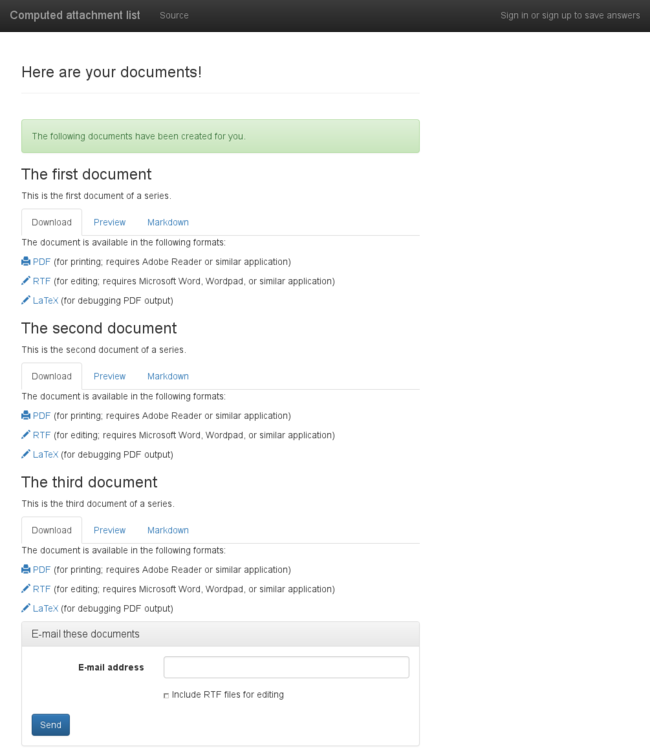 Computed attachment list Source Sign in or sign up to save answers
Here are your documents!
The following documents have been created for you.
The first document
This is the first document of a series.
Download Preview Markdown
The document is available in the following formats:
PDF (for printing; requires Adobe Reader or similar application)
RTF (for editing; requires Microsoft Word, Wordpad, or similar application)
LaTeX (for debugging PDF output)
The second document
This is the second document of a series.
Download Preview Markdown
The document is available in the following formats:
PDF (for printing; requires Adobe Reader or similar application)
RTF (for editing; requires Microsoft Word, Wordpad, or similar application)
LaTeX (for debugging PDF output)
The third document
This is the third document of a series.
Download Preview Markdown
The document is available in the following formats:
PDF (for printing; requires Adobe Reader or similar application)
RTF (for editing; requires Microsoft Word, Wordpad, or similar application)
LaTeX (for debugging PDF output)
E-mail these documents
E-mail address
Include RTF files for editing
Send